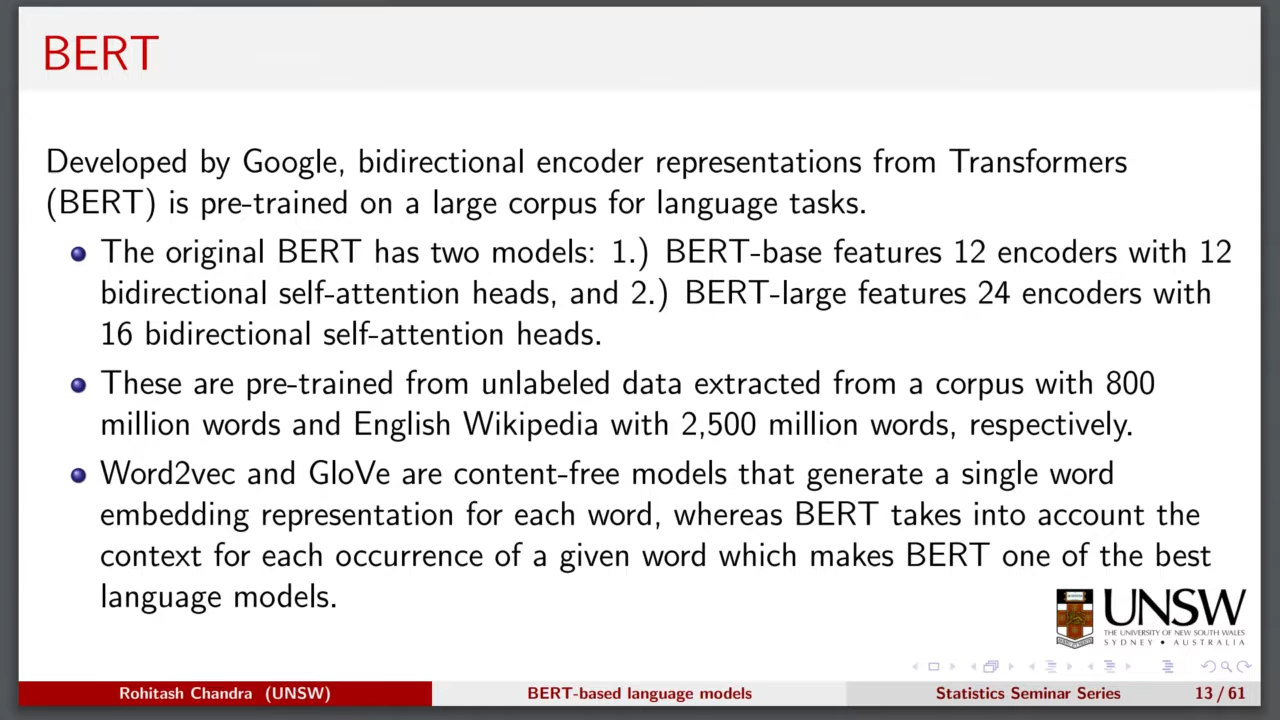 BERT
Developed by Google, bidirectional encoder representations from Transformers
(BERT) is pre-trained on a large corpus for language tasks.
The original BERT has two models: 1.) BERT-base features 12 encoders with 12
bidirectional self-attention heads, and 2.) BERT-large features 24 encoders with
16 bidirectional self-attention heads.
These are pre-trained from unlabeled data extracted from a corpus with 800
million words and English Wikipedia with 2,500 million words, respectively.
Word2vec and GloVe are content-free models that generate a single word
embedding representation for each word, whereas BERT takes into account the
context for each occurrence of a given word which makes BERT one of the best
language models.
UNSW
THE UNIVERSITY OF NEW SOUTH WALES
SYDNEY • AUSTRALIA
Rohitash Chandra (UNSW) BERT-based language models Statistics Seminar Series 13 / 61